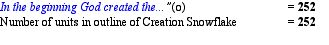 In the beginning God created the... "(o) = 252
Number of units in outline of Creation Snowflake = 252